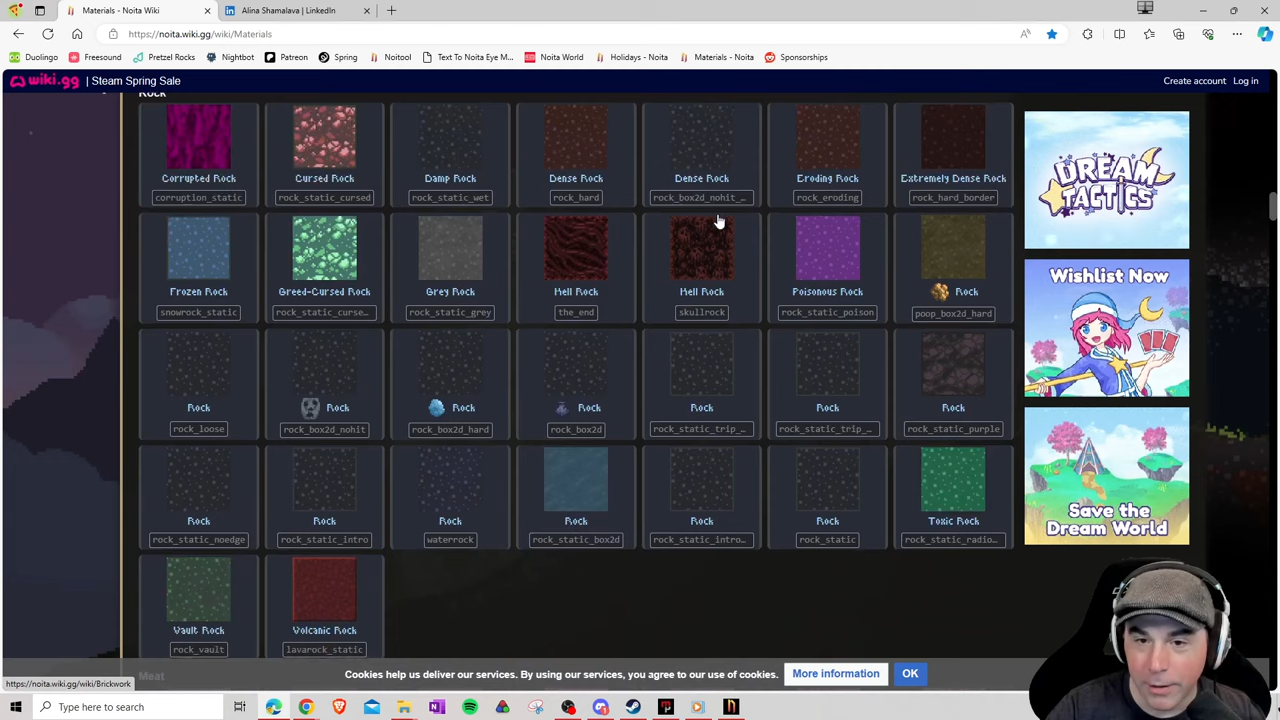 Materials - Noita Wiki
Alina Shamalava | LinkedIn
https://noita.wiki.gg/wiki/Materials
Duolingo
Freesound
Pretzel Rocks
Nightbot
Patreon
Spring
Noitool
Text To Noita Eye M...
Noita World
Holidays - Noita
Materials - Noita
Sponsorships
wiki.gg | Steam Spring Sale
Create account
Log in
Rock
Corrupted Rock
Cursed Rock
Damp Rock
Dense Rock
Dense Rock
Eroding Rock
Extremely Dense Rock
corruption_static
rock_static_cursed
rock_static_wet
rock_hard
rock_box2d_nohit_...
rock_eroding
rock_hard_border
Frozen Rock
Greed-Cursed Rock
Grey Rock
Hell Rock
Hell Rock
Poisonous Rock
Rock
snowrock_static
rock_static_curse...
rock_static_grey
the_end
skullrock
rock_static_poison
poop_box2d_hard
Rock
Rock
Rock
Rock
Rock
Rock
Rock
rock_loose
rock_box2d_nohit
rock_box2d_hard
rock_box2d
rock_static_trip_...
rock_static_trip_...
rock_static_purple
Rock
Rock
Rock
Rock
Rock
Rock
Toxic Rock
rock_static_noedge
rock_static_intro
waterrock
rock_static_box2d
rock_static_intro...
rock_static
rock_static_radio...
Vault Rock
Volcanic Rock
rock_vault
lavarock_static
Meat
DREAM
TACTICS
Wishlist Now
Save the
Dream World
Cookies help us deliver our services. By using our services, you agree to our use of cookies.
More information
OK
https://noita.wiki.gg/wiki/Brickwork
Type here to search